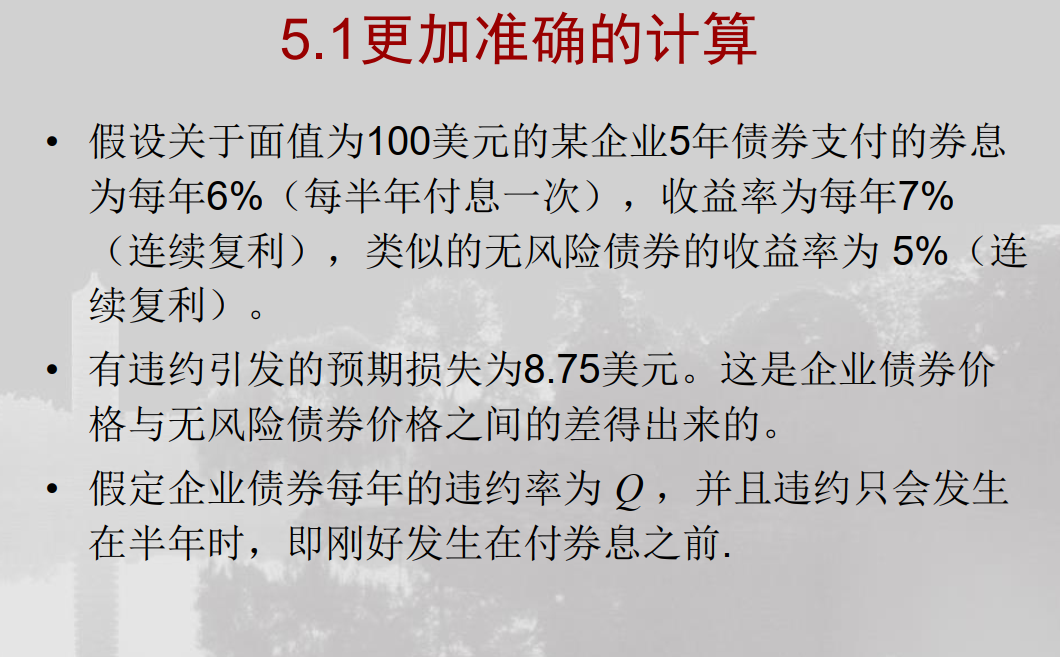 5.1更加准确的计算
• 假设关于面值为100美元的某企业5年债券支付的券息
为每年6%（每半年付息一次），收益率为每年7%
（连续复利），类似的无风险债券的收益率为 5%（连
续复利）。
• 有违约引发的预期损失为8.75美元。这是企业债券价
格与无风险债券价格之间的差得出来的。
• 假定企业债券每年的违约率为 Q ，并且违约只会发生
在半年时，即刚好发生在付券息之前.